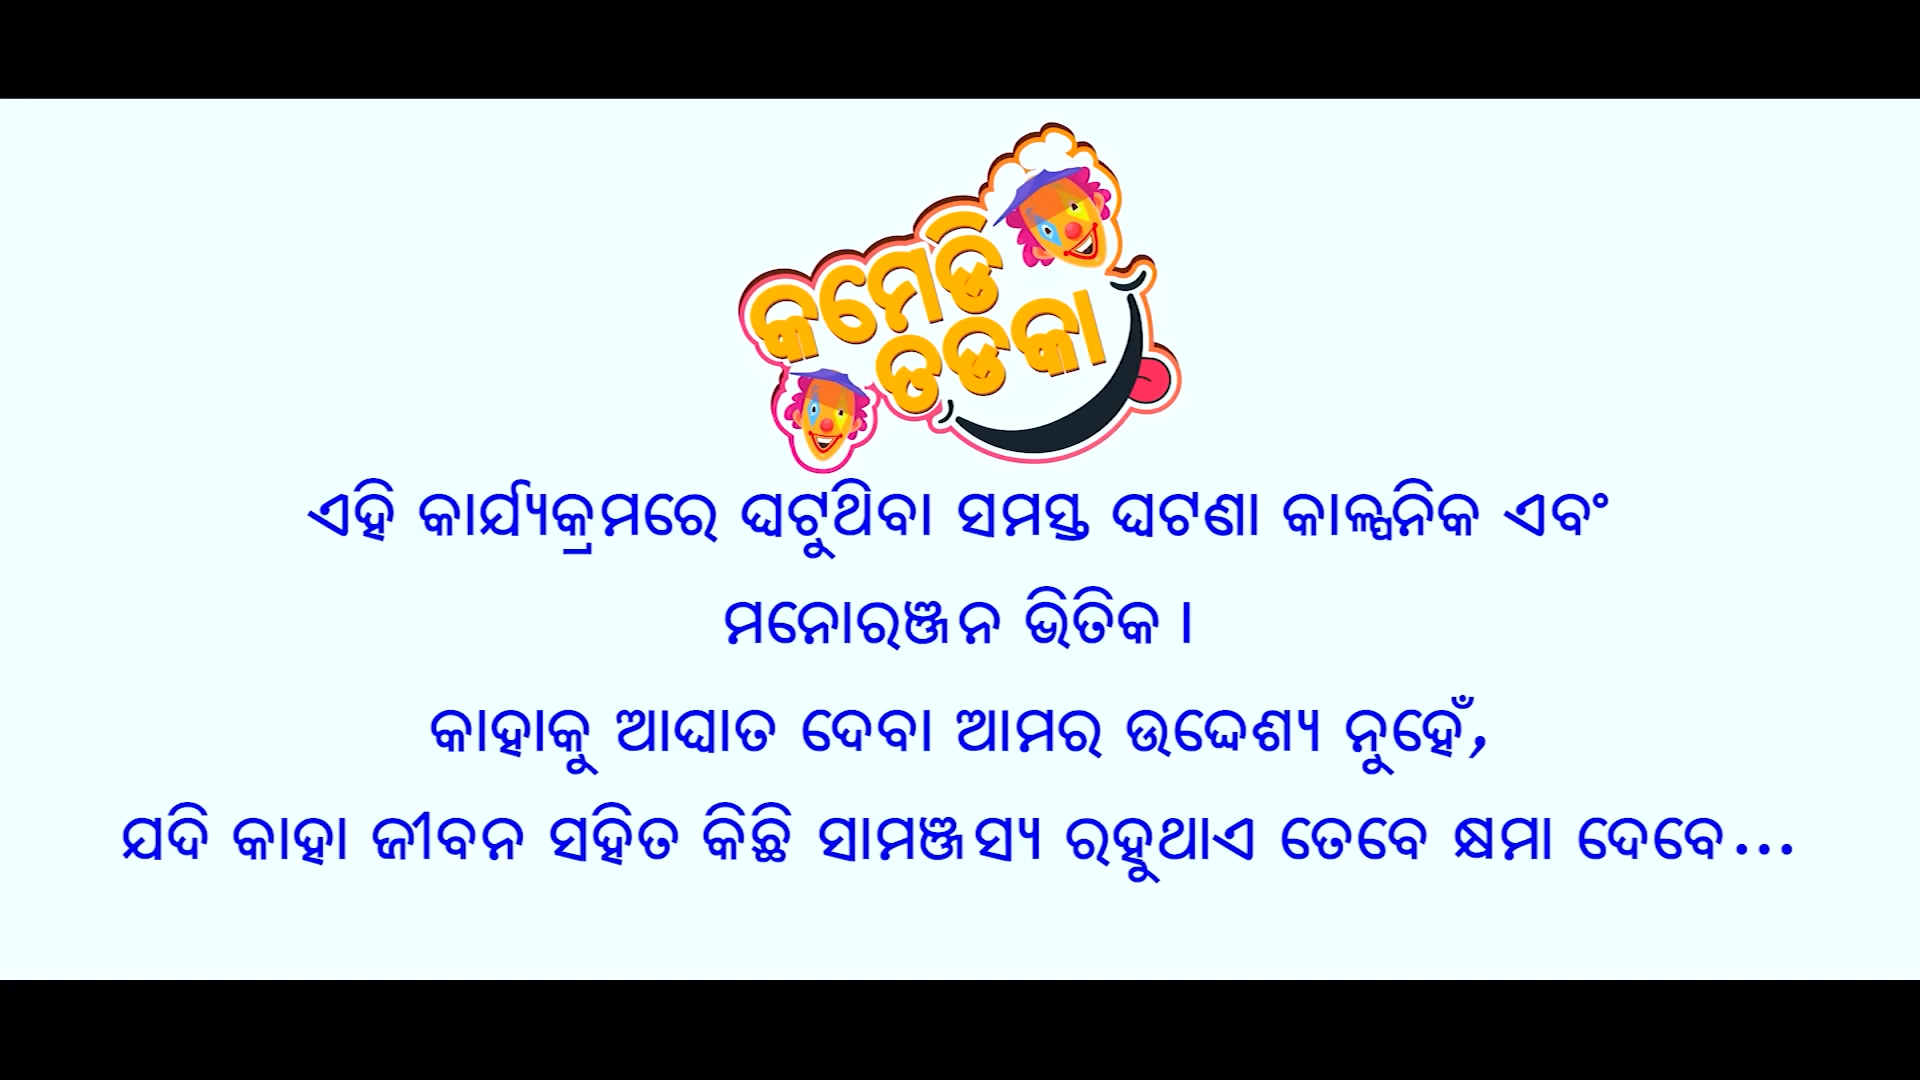 କମେଡି
ତଡକା
ଏହି କାର୍ଯ୍ୟକ୍ରମରେ ଘଟୁଥିବା ସମସ୍ତ ଘଟଣା କାଳ୍ପନିକ ଏବଂ
ମନୋରଞ୍ଜନ ଭିତିକ ।
କାହାକୁ ଆଘାତ ଦେବା ଆମର ଉଦ୍ଦେଶ୍ୟ ନୁହେଁ,
ଯଦି କାହା ଜୀବନ ସହିତ କିଛି ସାମଞ୍ଜସ୍ୟ ରହୁଥାଏ ତେବେ କ୍ଷମା ଦେବେ...